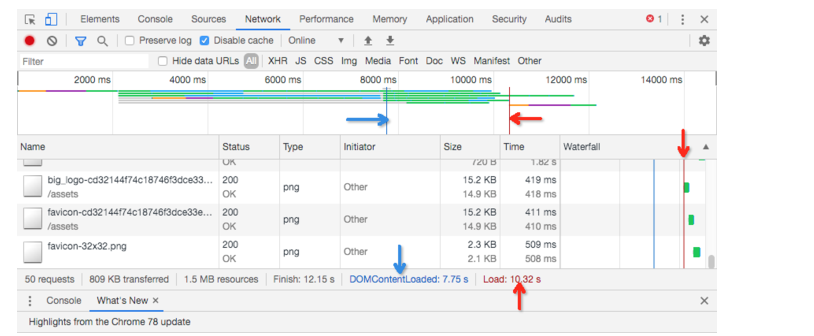 Elements Console Sources Network Performance Memory Application Security Audits 1
Preserve log Disable cache Online
Filter Hide data URLs All XHR JS CSS Img Media Font Doc WS Manifest Other
2000 ms 4000 ms 6000 ms 8000 ms 10000 ms 12000 ms 14000 ms
Name Status Type Initiator Size Time Waterfall
OK 720 B 1.82 s
big_logo-cd32144f74c18746f3dce33... 200 png Other 15.2 KB 419 ms
/assets OK 14.9 KB 418 ms
favicon-cd32144f74c18746f3dce33e... 200 png Other 15.2 KB 411 ms
/assets OK 14.9 KB 410 ms
favicon-32x32.png 200 png Other 2.3 KB 509 ms
OK 2.1 KB 508 ms
50 requests 809 KB transferred 1.5 MB resources Finish: 12.15 s DOMContentLoaded: 7.75 s Load: 10.32 s
Console What's New ×
Highlights from the Chrome 78 update